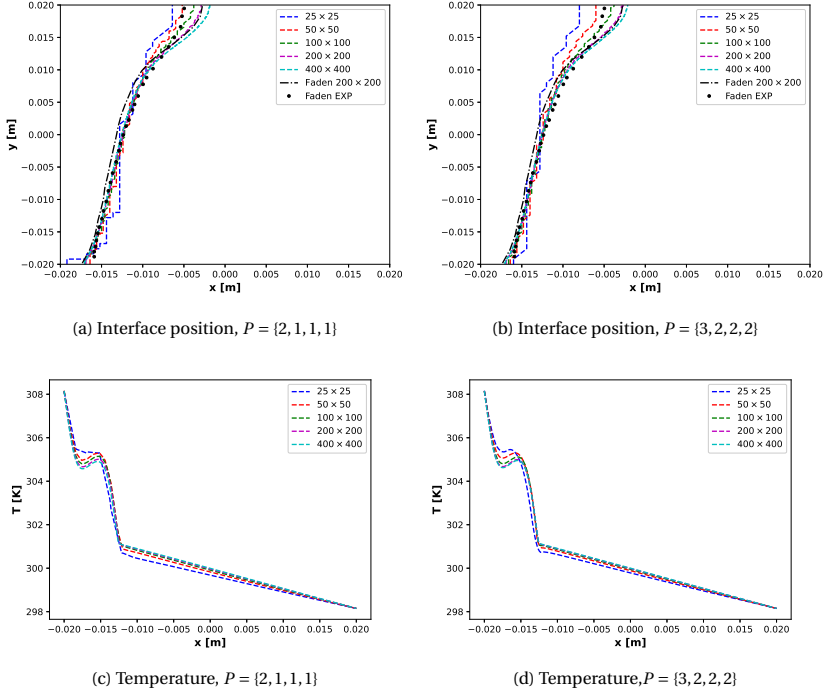 0.020
0.015
0.010
0.005
0.000
−0.005
−0.010
−0.015
−0.020
y [m]
−0.020 −0.015 −0.010 −0.005 0.000 0.005 0.010 0.015 0.020
x [m]
25 × 25
50 × 50
100 × 100
200 × 200
400 × 400
Faden 200 × 200
Faden EXP
(a) Interface position, P = {2,1,1,1}
0.020
0.015
0.010
0.005
0.000
−0.005
−0.010
−0.015
−0.020
y [m]
−0.020 −0.015 −0.010 −0.005 0.000 0.005 0.010 0.015 0.020
x [m]
25 × 25
50 × 50
100 × 100
200 × 200
400 × 400
Faden 200 × 200
Faden EXP
(b) Interface position, P = {3,2,2,2}
308
306
304
302
300
298
T [K]
−0.020 −0.015 −0.010 −0.005 0.000 0.005 0.010 0.015 0.020
x [m]
25 × 25
50 × 50
100 × 100
200 × 200
400 × 400
(c) Temperature, P = {2,1,1,1}
308
306
304
302
300
298
T [K]
−0.020 −0.015 −0.010 −0.005 0.000 0.005 0.010 0.015 0.020
x [m]
25 × 25
50 × 50
100 × 100
200 × 200
400 × 400
(d) Temperature,P = {3,2,2,2}